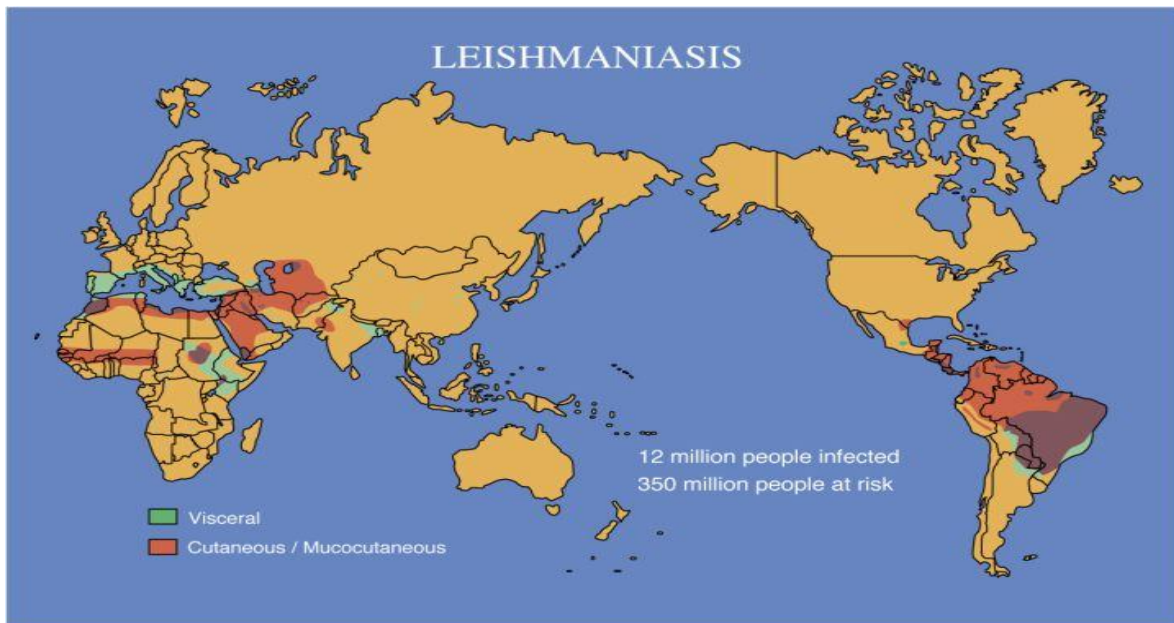 LEISHMANIASIS
12 million people infected
350 million people at risk
Visceral
Cutaneous / Mucocutaneous